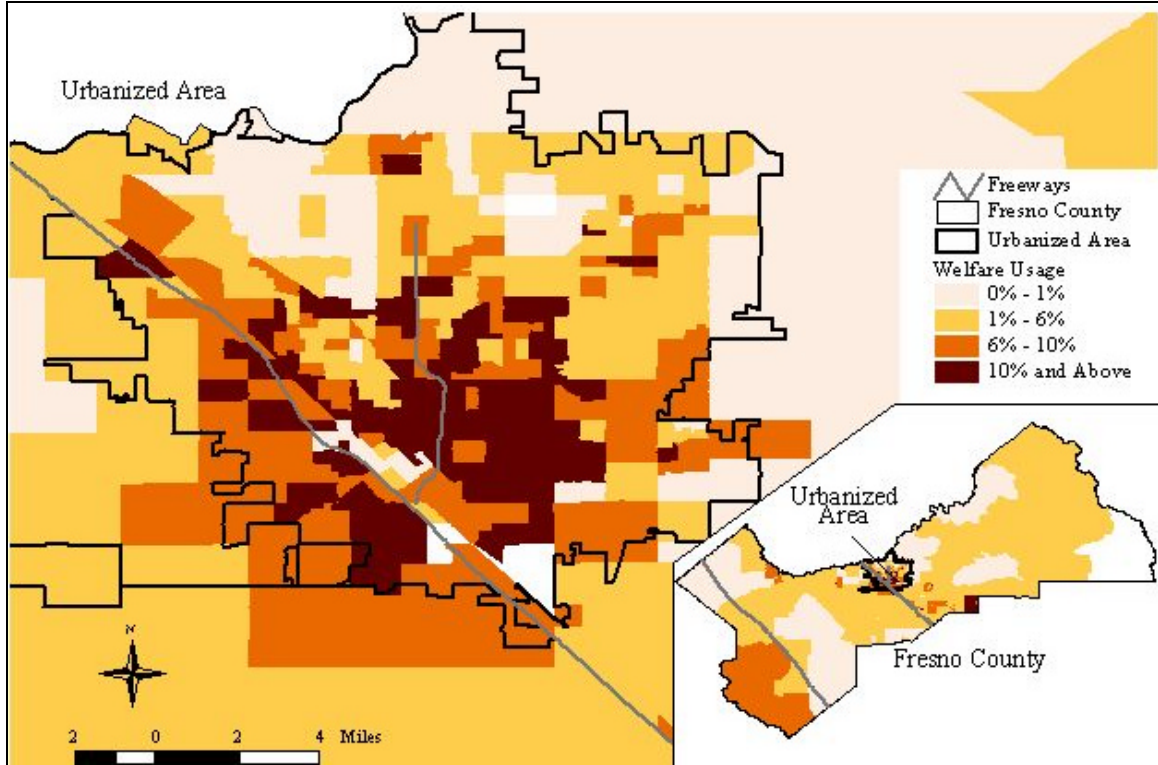 Urbanized Area
Freeways
Fresno County
Urbanized Area
Welfare Usage
0% - 1%
1% - 6%
6% - 10%
10% and Above
Urbanized
Area
Fresno County
N
2 0 2 4 Miles